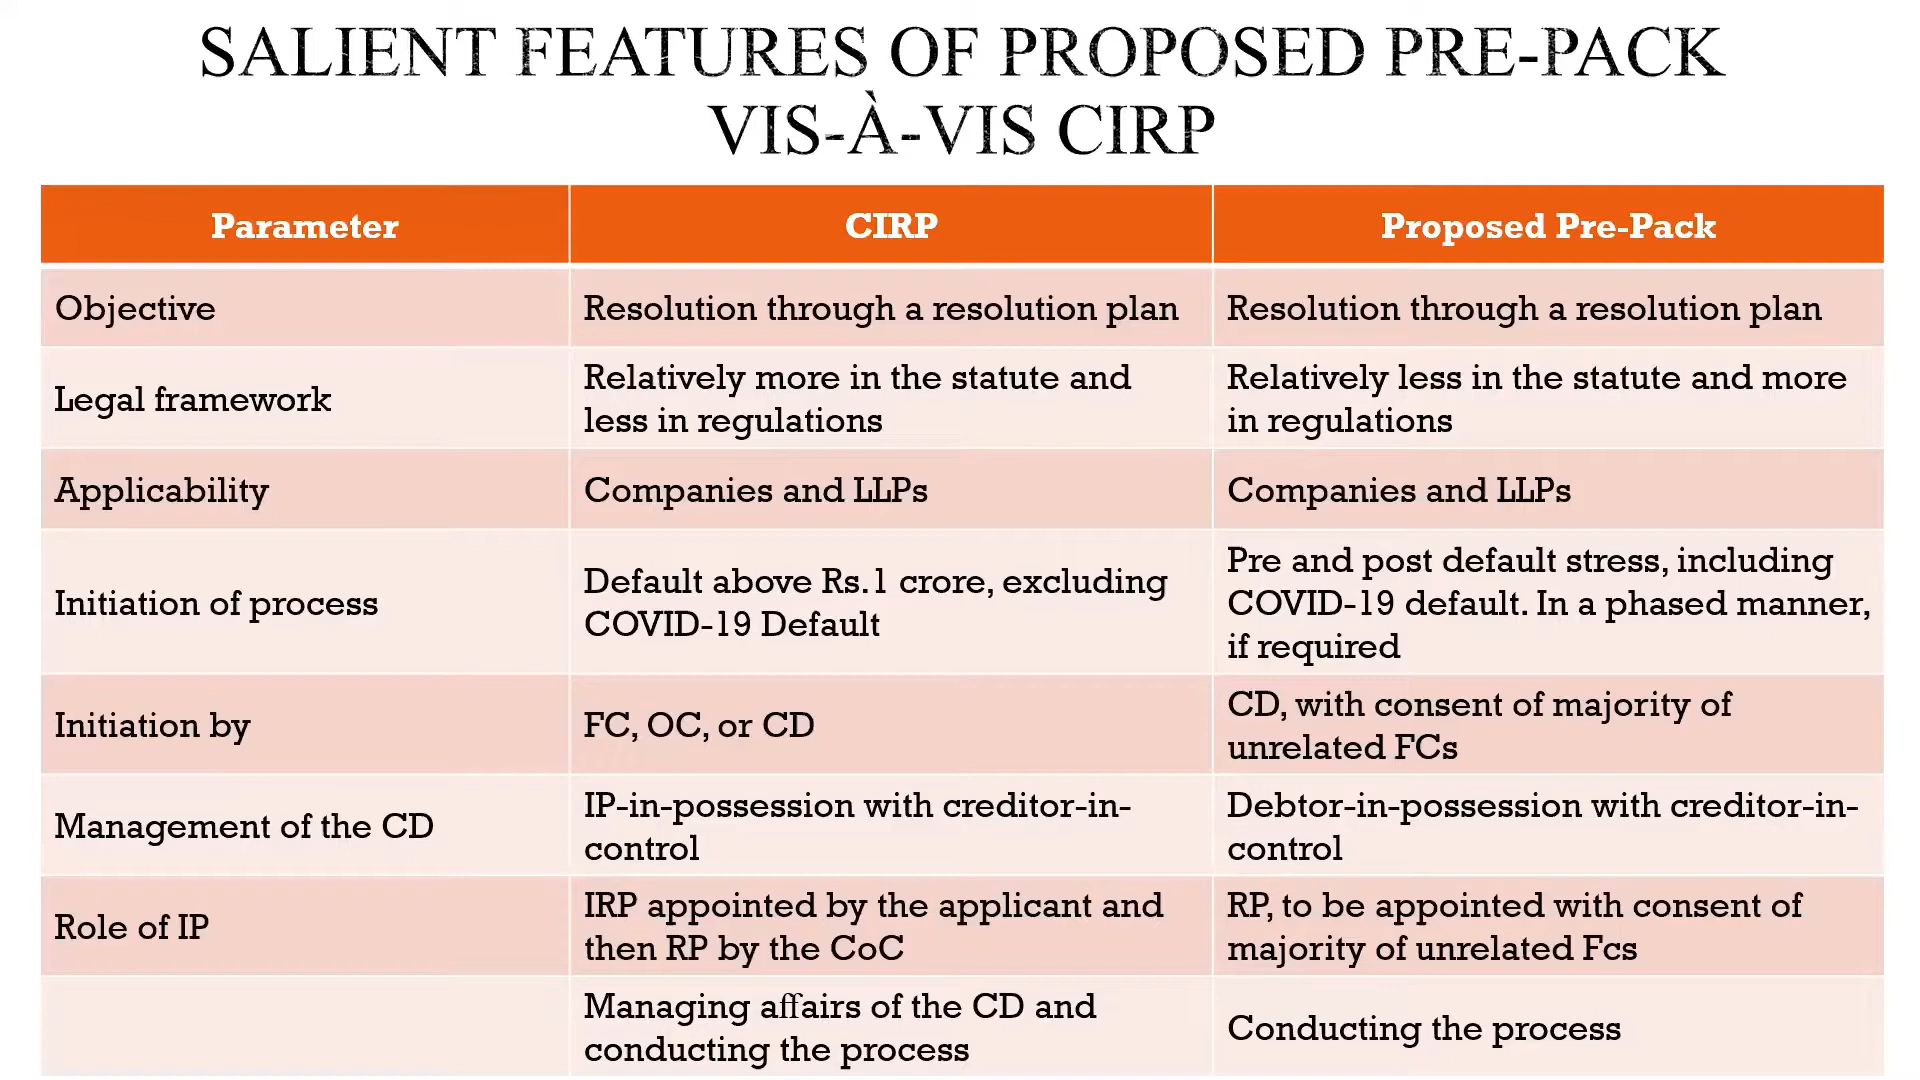 SALIENT FEATURES OF PROPOSED PRE-PACK
VIS-À-VIS CIRP
Parameter
CIRP
Proposed Pre-Pack
Objective
Resolution through a resolution plan
Resolution through a resolution plan
Legal framework
Relatively more in the statute and
less in regulations
Relatively less in the statute and more
in regulations
Applicability
Companies and LLPs
Companies and LLPs
Initiation of process
Default above Rs.1 crore, excluding
COVID-19 Default
Pre and post default stress, including
COVID-19 default. In a phased manner,
if required
Initiation by
FC, OC, or CD
CD, with consent of majority of
unrelated FCs
Management of the CD
IP-in-possession with creditor-in-
control
Debtor-in-possession with creditor-in-
control
Role of IP
IRP appointed by the applicant and
then RP by the CoC
RP, to be appointed with consent of
majority of unrelated Fcs
Managing affairs of the CD and
conducting the process
Conducting the process